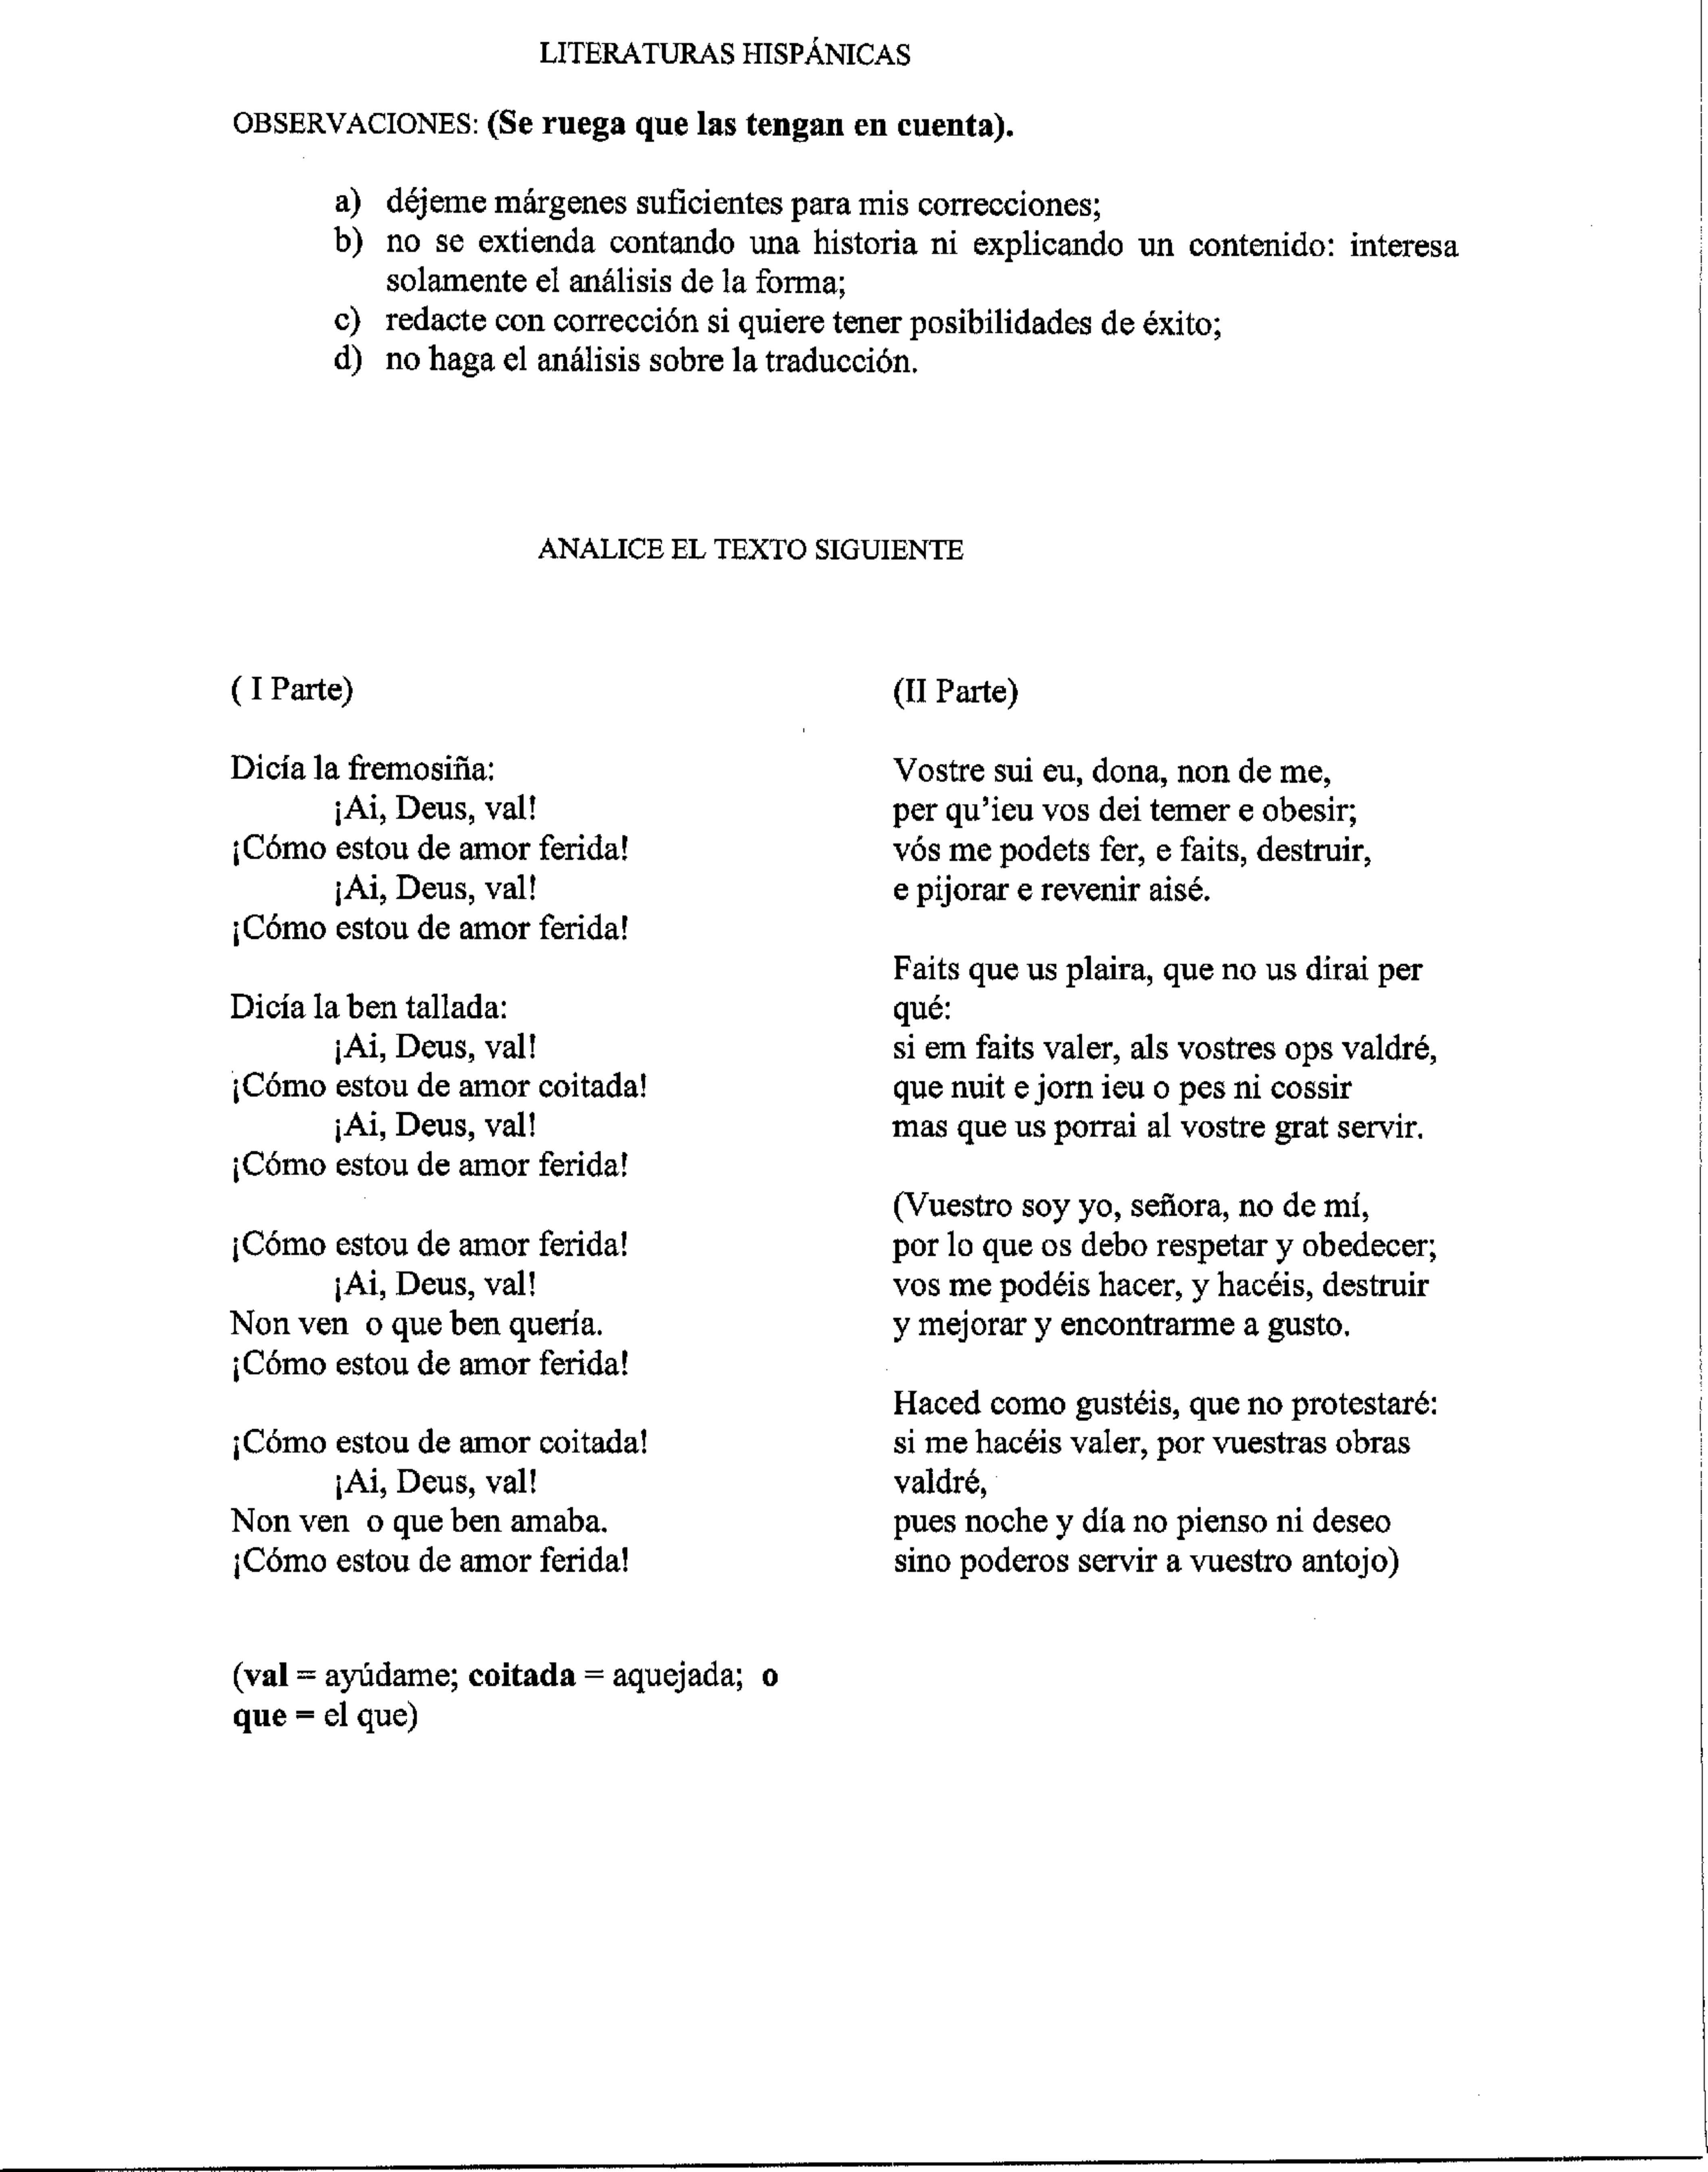 LITERATURAS HISPÁNICAS
OBSERVACIONES: (Se ruega que las tengan en cuenta).
a) déjeme márgenes suficientes para mis correcciones;
b) no se extienda contando una historia ni explicando un contenido: interesa
solamente el análisis de la forma;
c) redacte con corrección si quiere tener posibilidades de éxito;
d) no haga el análisis sobre la traducción.
ANALICE EL TEXTO SIGUIENTE
( I Parte)
Dicía la fremosiña:
¡Ai, Deus, val!
¡Cómo estou de amor ferida!
¡Ai, Deus, val!
¡Cómo estou de amor ferida!
Dicía la ben tallada:
¡Ai, Deus, val!
¡Cómo estou de amor coitada!
¡Ai, Deus, val!
¡Cómo estou de amor ferida!
¡Cómo estou de amor ferida!
¡Ai, Deus, val!
Non ven o que ben quería.
¡Cómo estou de amor ferida!
¡Cómo estou de amor coitada!
¡Ai, Deus, val!
Non ven o que ben amaba.
¡Cómo estou de amor ferida!
(val = ayúdame; coitada = aquejada; o
que = el que)
(II Parte)
Vostre sui eu, dona, non de me,
per qu'ieu vos dei temer e obesir;
vós me podets fer, e faits, destruir,
e pijorar e revenir aisé.
Faits que us plaira, que no us dirai per
qué:
si em faits valer, als vostres ops valdré,
que nuit e jorn ieu o pes ni cossir
mas que us porrai al vostre grat servir.
(Vuestro soy yo, señora, no de mí,
por lo que os debo respetar y obedecer;
vos me podéis hacer, y hacéis, destruir
y mejorar y encontrarme a gusto.
Haced como gustéis, que no protestaré:
si me hacéis valer, por vuestras obras
valdré,
pues noche y día no pienso ni deseo
sino poderos servir a vuestro antojo)